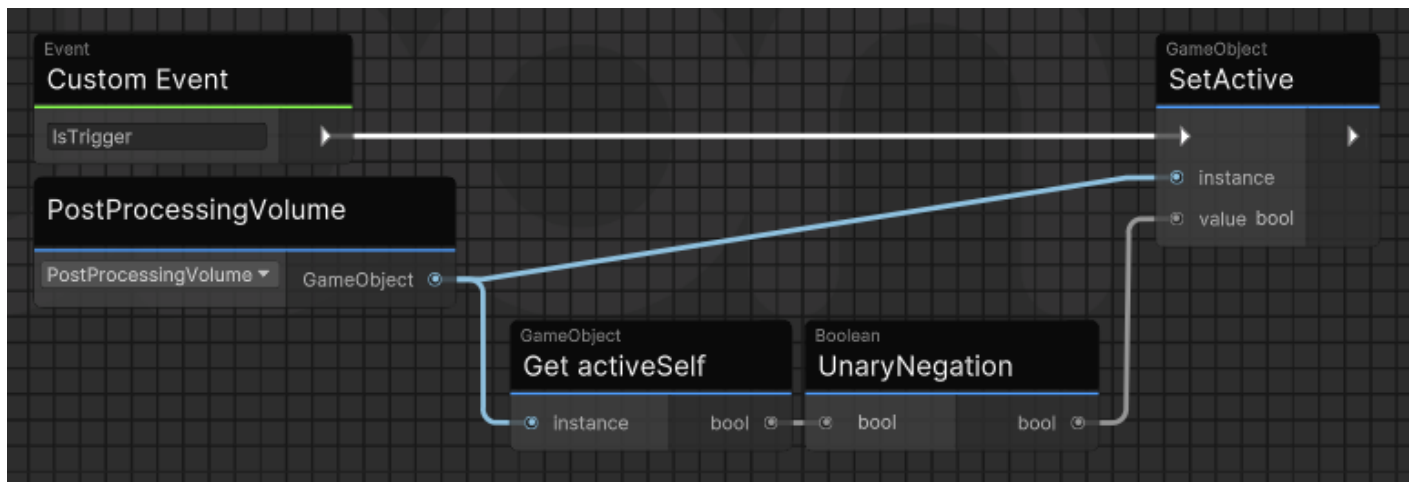 Event
Custom Event
IsTrigger
GameObject
SetActive
instance
value bool
PostProcessingVolume
PostProcessingVolume
GameObject
GameObject
Get activeSelf
instance
bool
Boolean
UnaryNegation
bool
bool